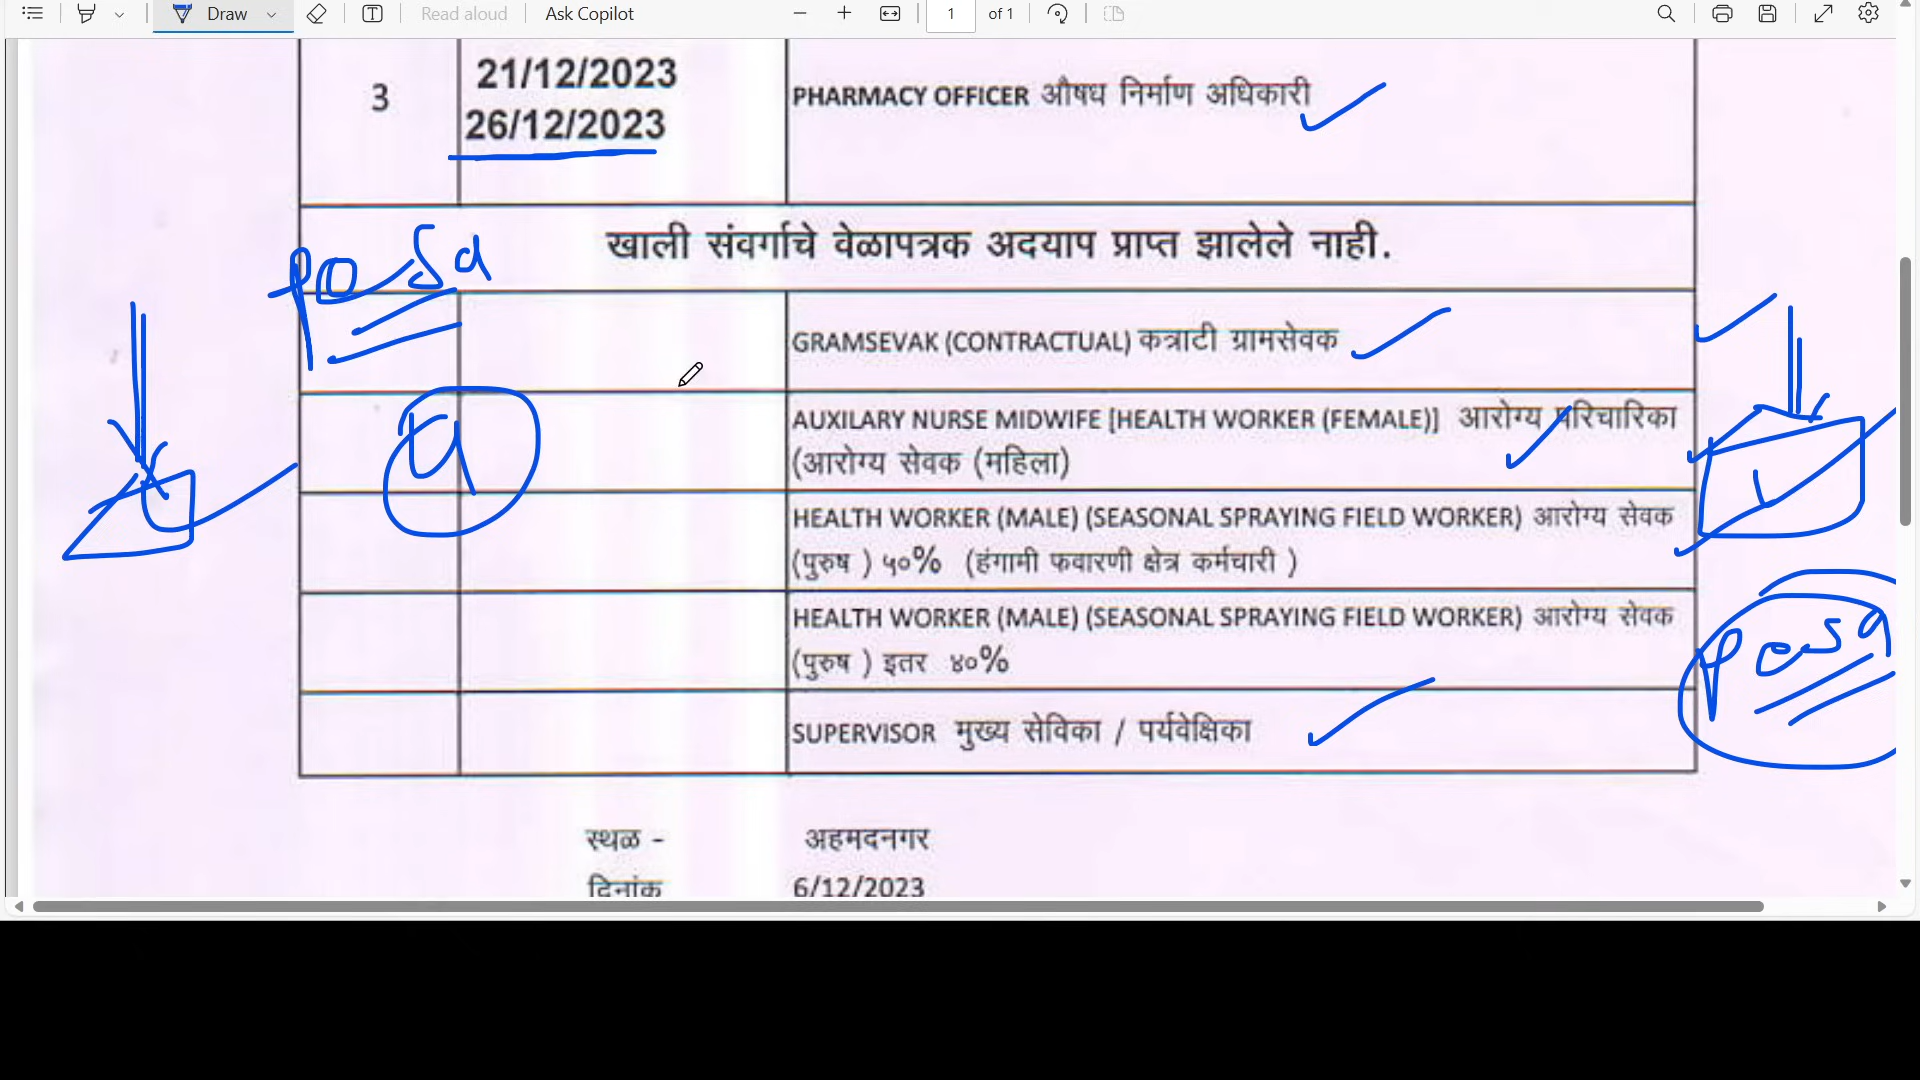 Draw
Read aloud
Ask Copilot
1
of 1
3
21/12/2023
26/12/2023
PHARMACY OFFICER औषध निर्माण अधिकारी
खाली संवर्गाचे वेळापत्रक अदयाप प्राप्त झालेले नाही.
GRAMSEVAK (CONTRACTUAL) कत्राटी ग्रामसेवक
AUXILARY NURSE MIDWIFE [HEALTH WORKER (FEMALE)] आरोग्य परिचारिका
(आरोग्य सेवक (महिला)
HEALTH WORKER (MALE) (SEASONAL SPRAYING FIELD WORKER) आरोग्य सेवक
(पुरुष ) ५०% (हंगामी फवारणी क्षेत्र कर्मचारी )
HEALTH WORKER (MALE) (SEASONAL SPRAYING FIELD WORKER) आरोग्य सेवक
(पुरुष ) इतर ४०%
SUPERVISOR मुख्य सेविका / पर्यवेक्षिका
स्थळ - अहमदनगर
दिनांक 6/12/2023